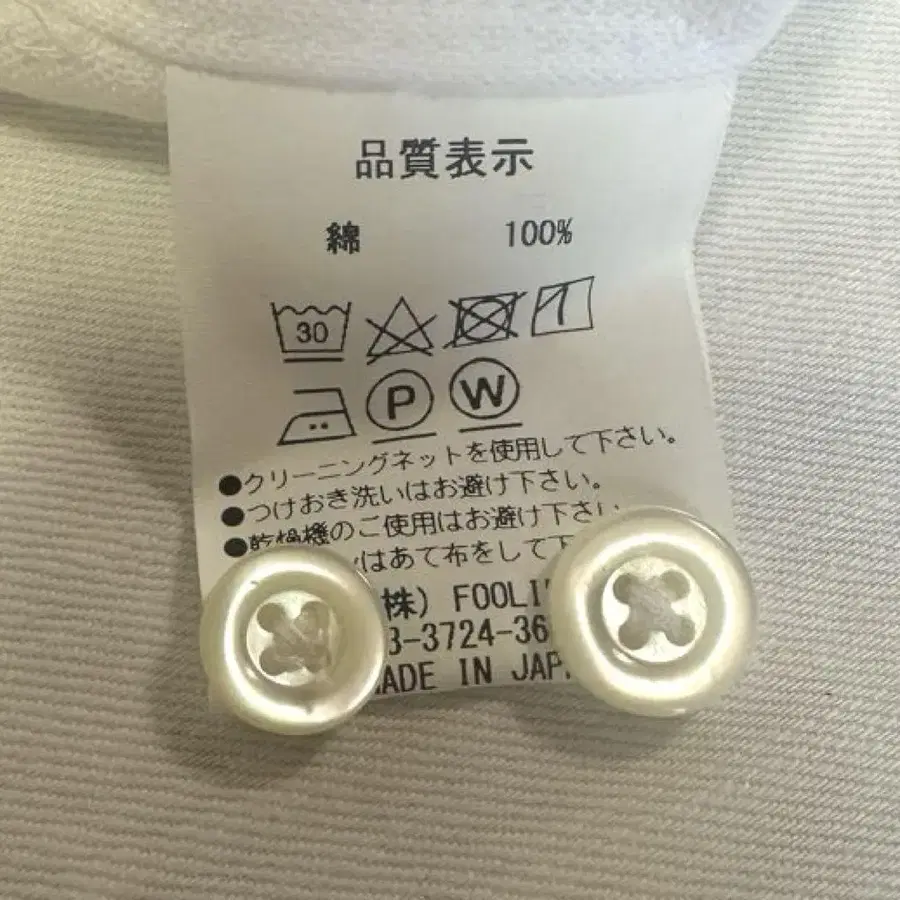 品質表示
綿 100%
30
P W
●クリーニングネットを使用して下さい。
●つけおき洗いはお避け下さい。
●乾燥機のご使用はお避け下さい
はあて布をして下
株) FOOLI
3-3724-36
MADE IN JAP